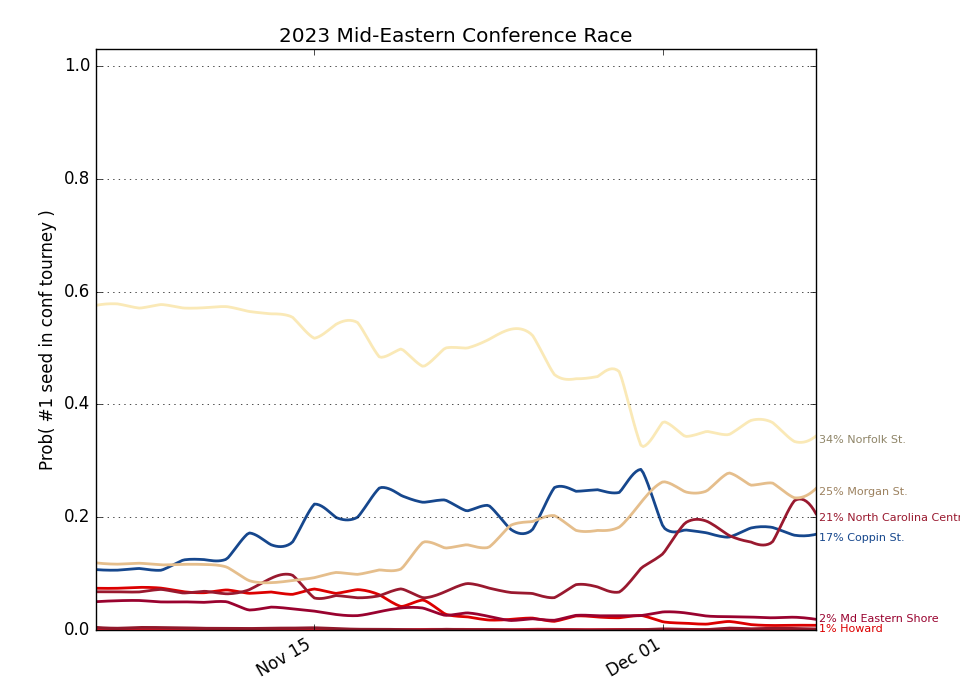 2023 Mid-Eastern Conference Race
Prob( #1 seed in conf tourney )
1.0
0.8
0.6
0.4
0.2
0.0
Nov 15
Dec 01
34% Norfolk St.
25% Morgan St.
21% North Carolina Centr
17% Coppin St.
2% Md Eastern Shore
1% Howard